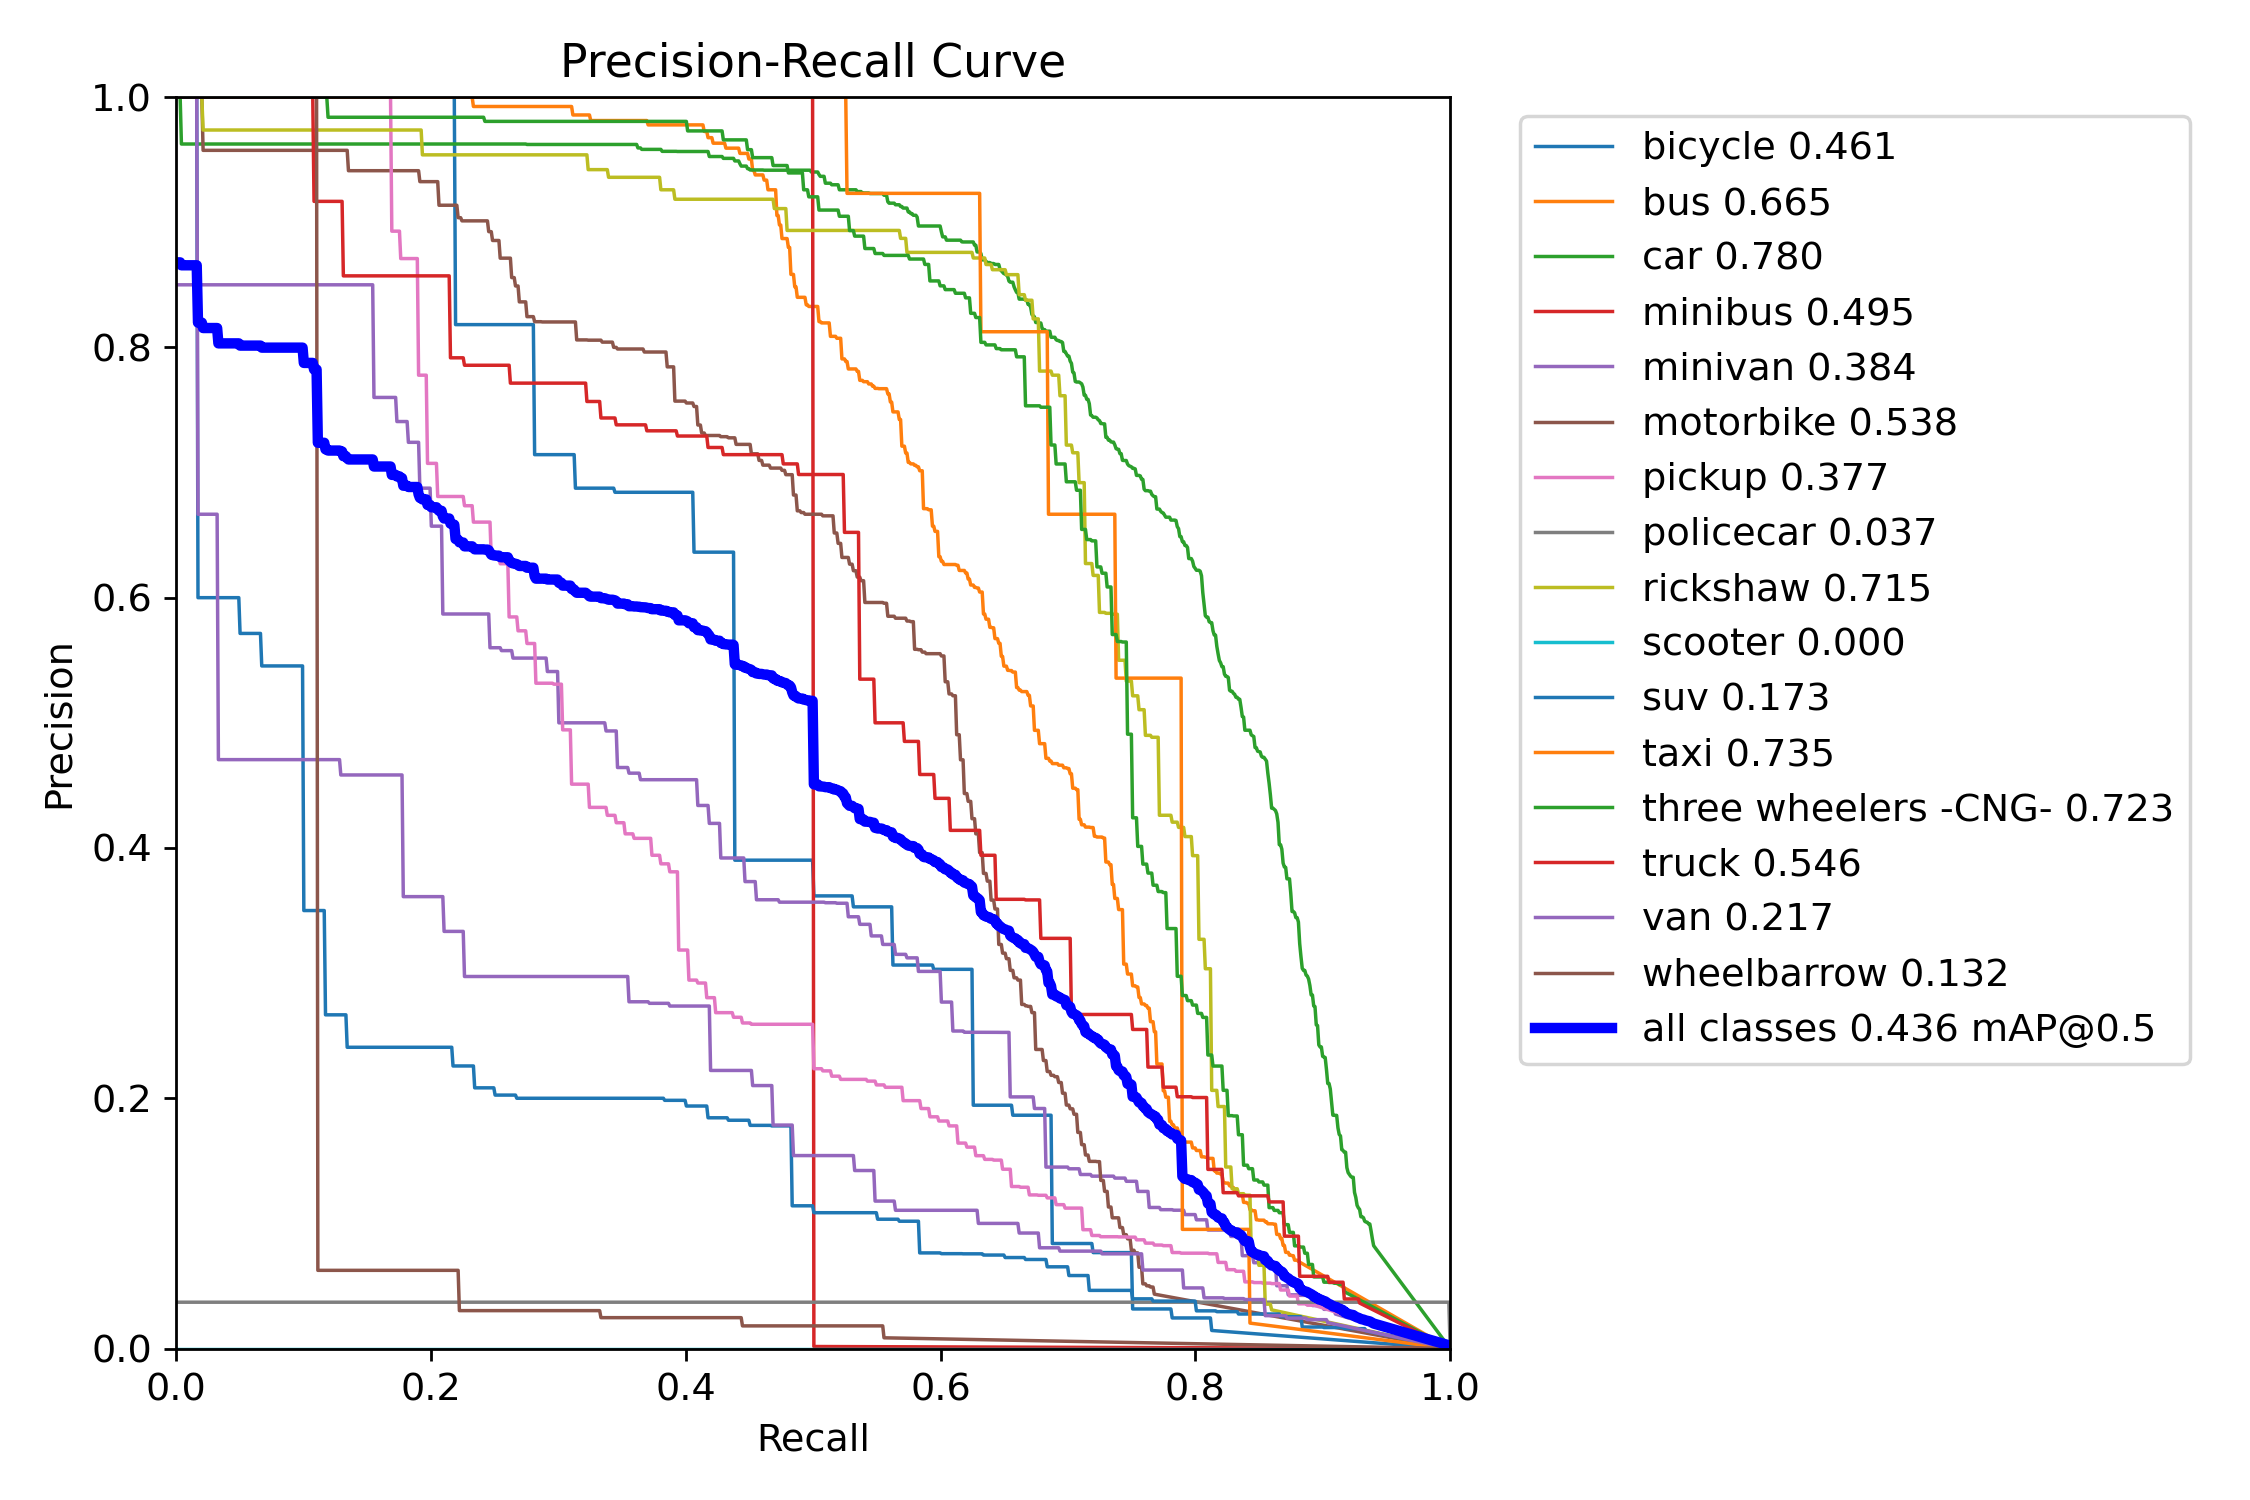 Precision-Recall Curve
1.0
0.8
0.6
0.4
0.2
0.0
Precision
0.0 0.2 0.4 0.6 0.8 1.0
Recall
bicycle 0.461
bus 0.665
car 0.780
minibus 0.495
minivan 0.384
motorbike 0.538
pickup 0.377
policecar 0.037
rickshaw 0.715
scooter 0.000
suv 0.173
taxi 0.735
three wheelers -CNG- 0.723
truck 0.546
van 0.217
wheelbarrow 0.132
all classes 0.436 mAP@0.5